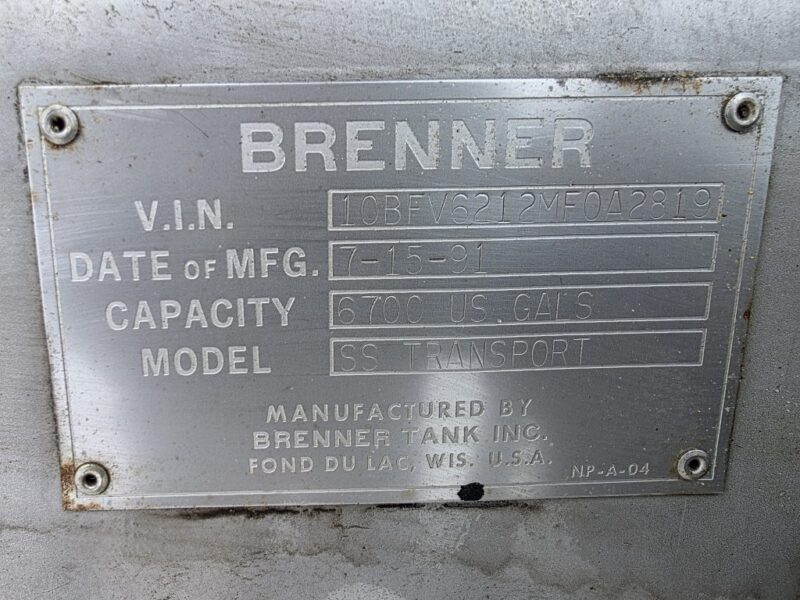 BRENNER
V.I.N. 10BFV6212MF0A2819
DATE OF MFG. 7-15-91
CAPACITY 6700 US GALS
MODEL SS TRANSPORT
MANUFACTURED BY
BRENNER TANK INC.
FOND DU LAC, WIS. U.S.A.
NP-A-04